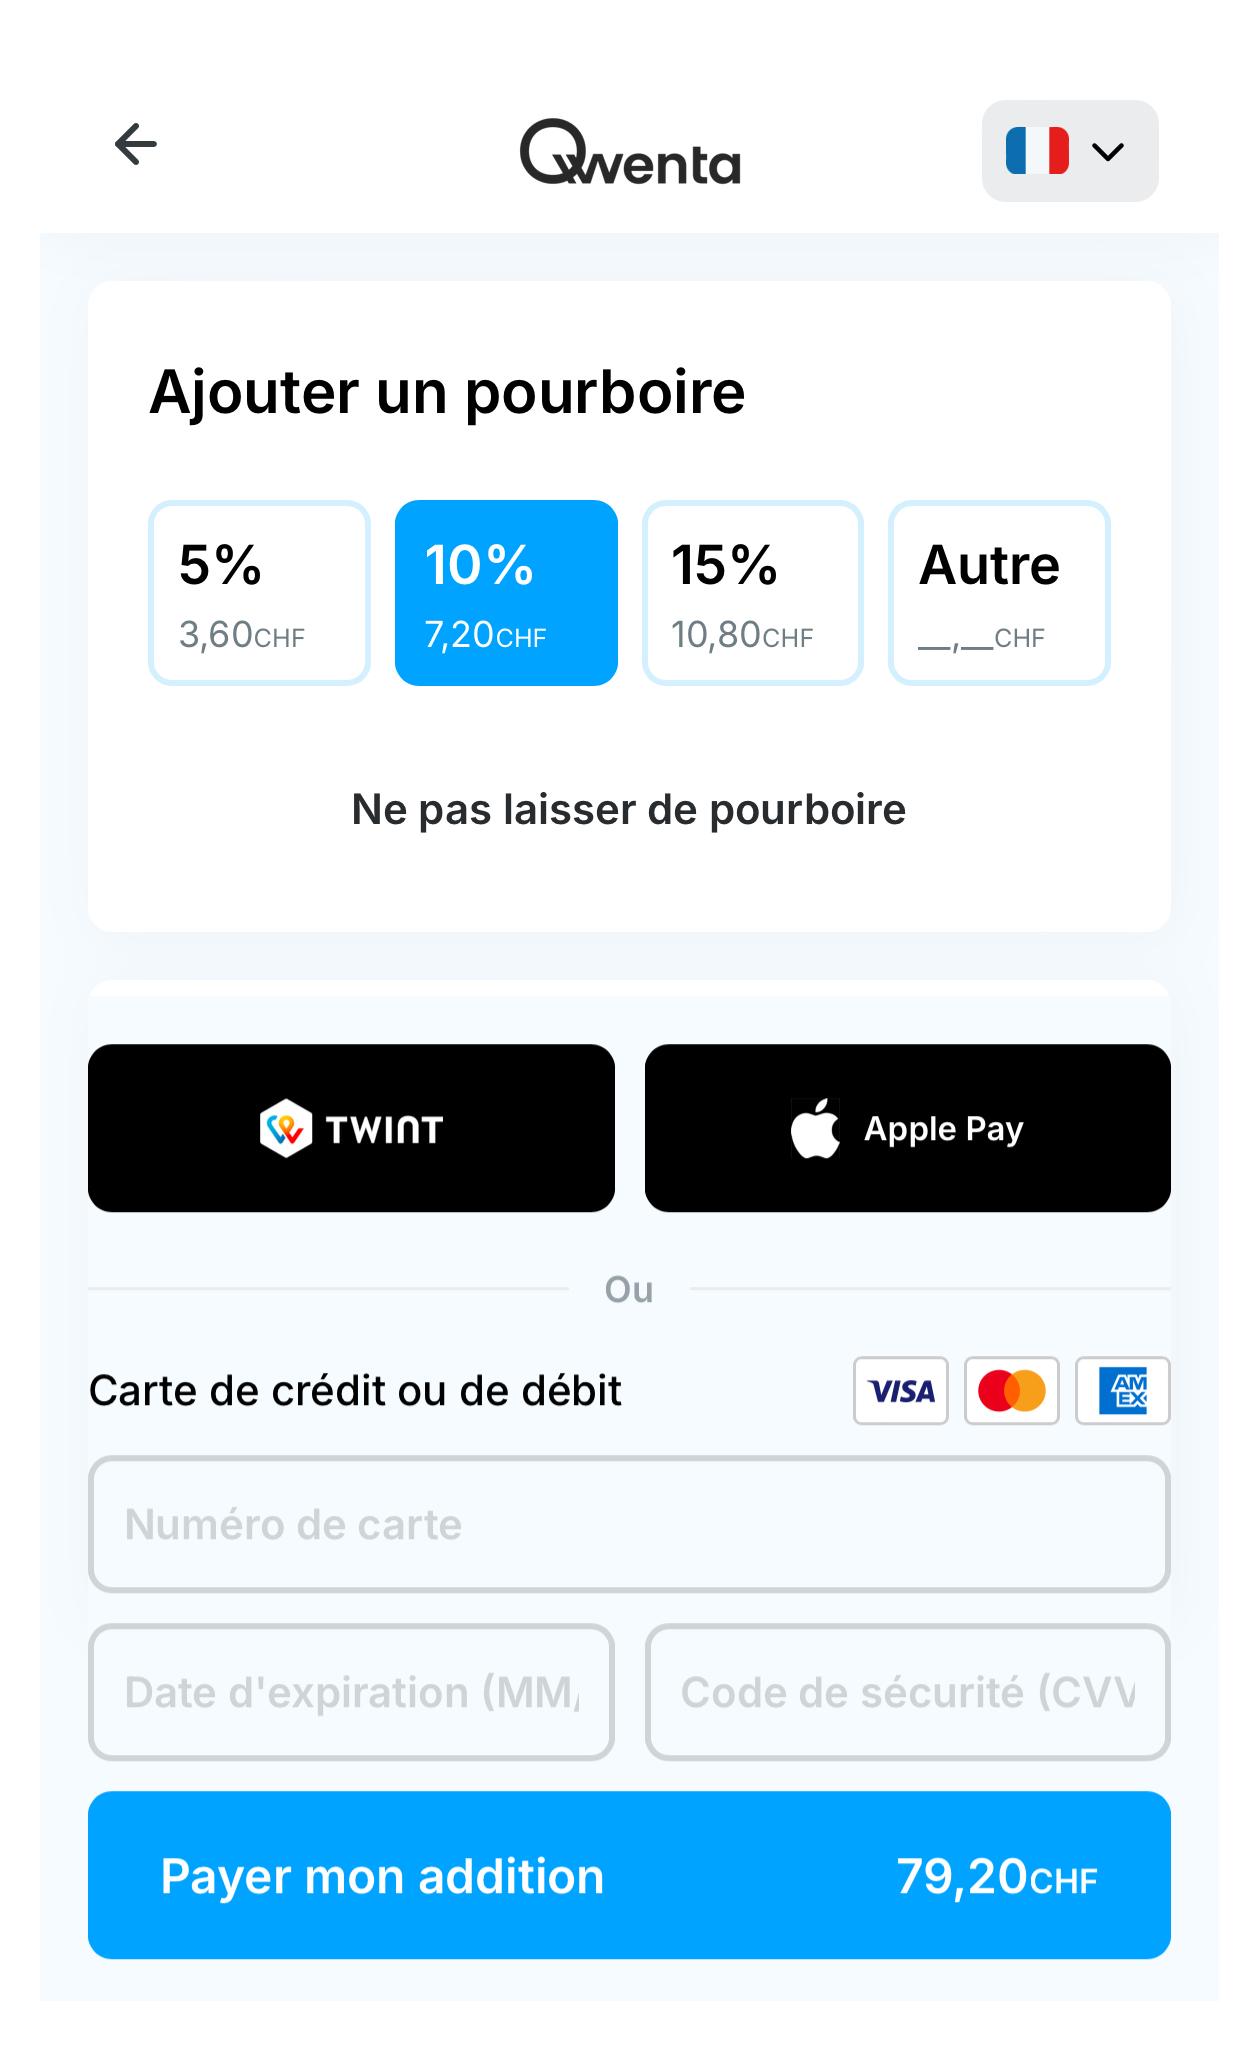 Qwenta
Ajouter un pourboire
5% 10% 15% Autre
3,60CHF 7,20CHF 10,80CHF __,__CHF
Ne pas laisser de pourboire
TWINT Apple Pay
Ou
Carte de crédit ou de débit VISA AMEX
Numéro de carte
Date d'expiration (MM/ Code de sécurité (CVV
Payer mon addition 79,20CHF